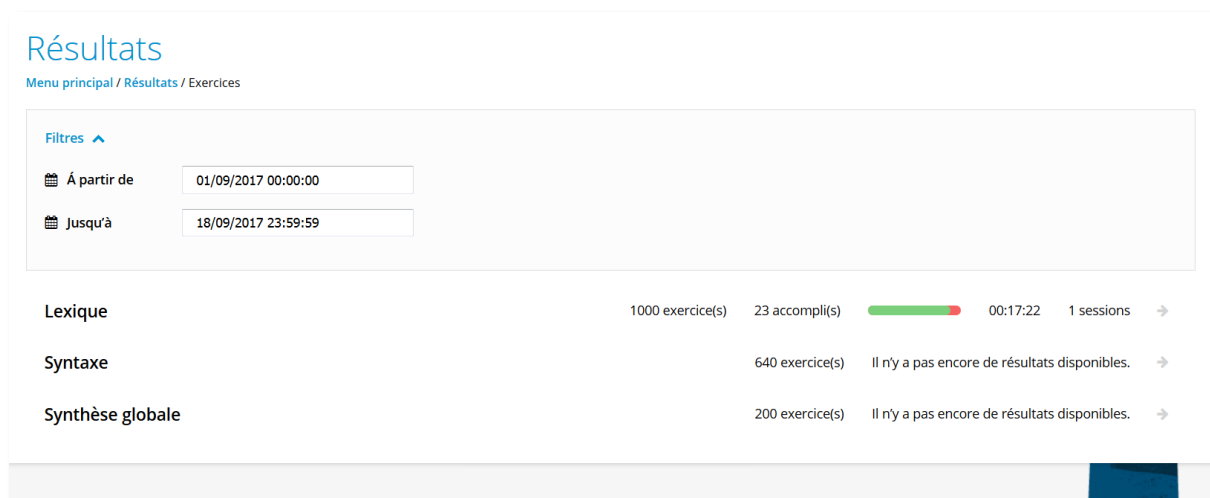 Résultats
Menu principal / Résultats / Exercices
Filtres
Á partir de 01/09/2017 00:00:00
Jusqu'à 18/09/2017 23:59:59
Lexique 1000 exercice(s) 23 accompli(s) 00:17:22 1 sessions
Syntaxe 640 exercice(s) Il n'y a pas encore de résultats disponibles.
Synthèse globale 200 exercice(s) Il n'y a pas encore de résultats disponibles.